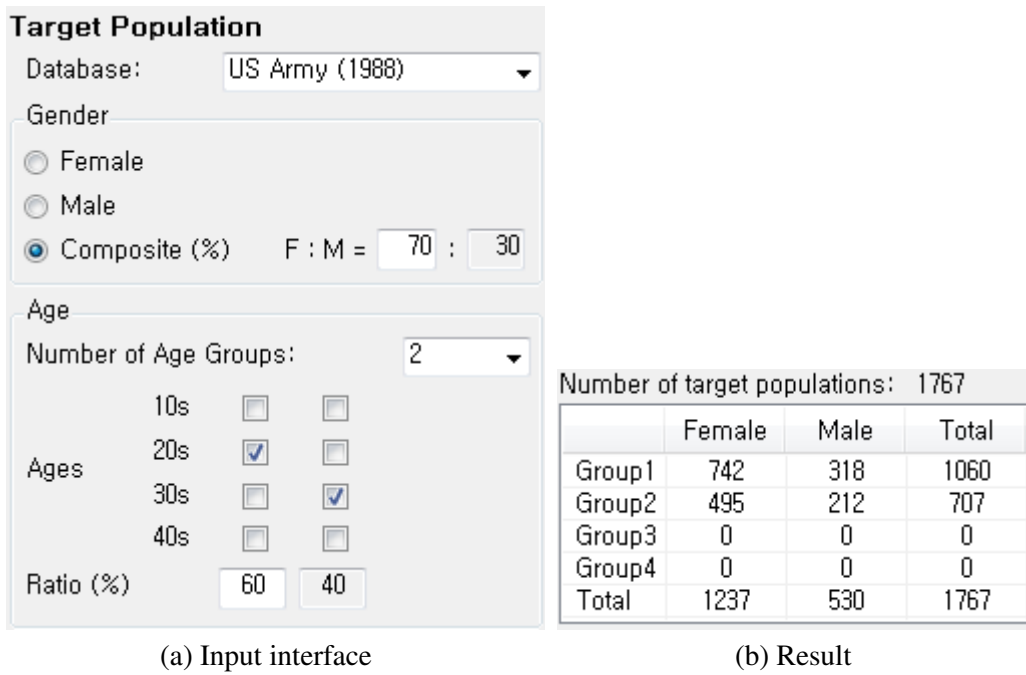 Target Population
Database: US Army (1988)
Gender
Female
Male
Composite (%) F : M = 70 : 30
Age
Number of Age Groups: 2
10s
20s
Ages
30s
40s
Ratio (%) 60 40
(a) Input interface
Number of target populations: 1767
Female Male Total
Group1 742 318 1060
Group2 495 212 707
Group3 0 0 0
Group4 0 0 0
Total 1237 530 1767
(b) Result